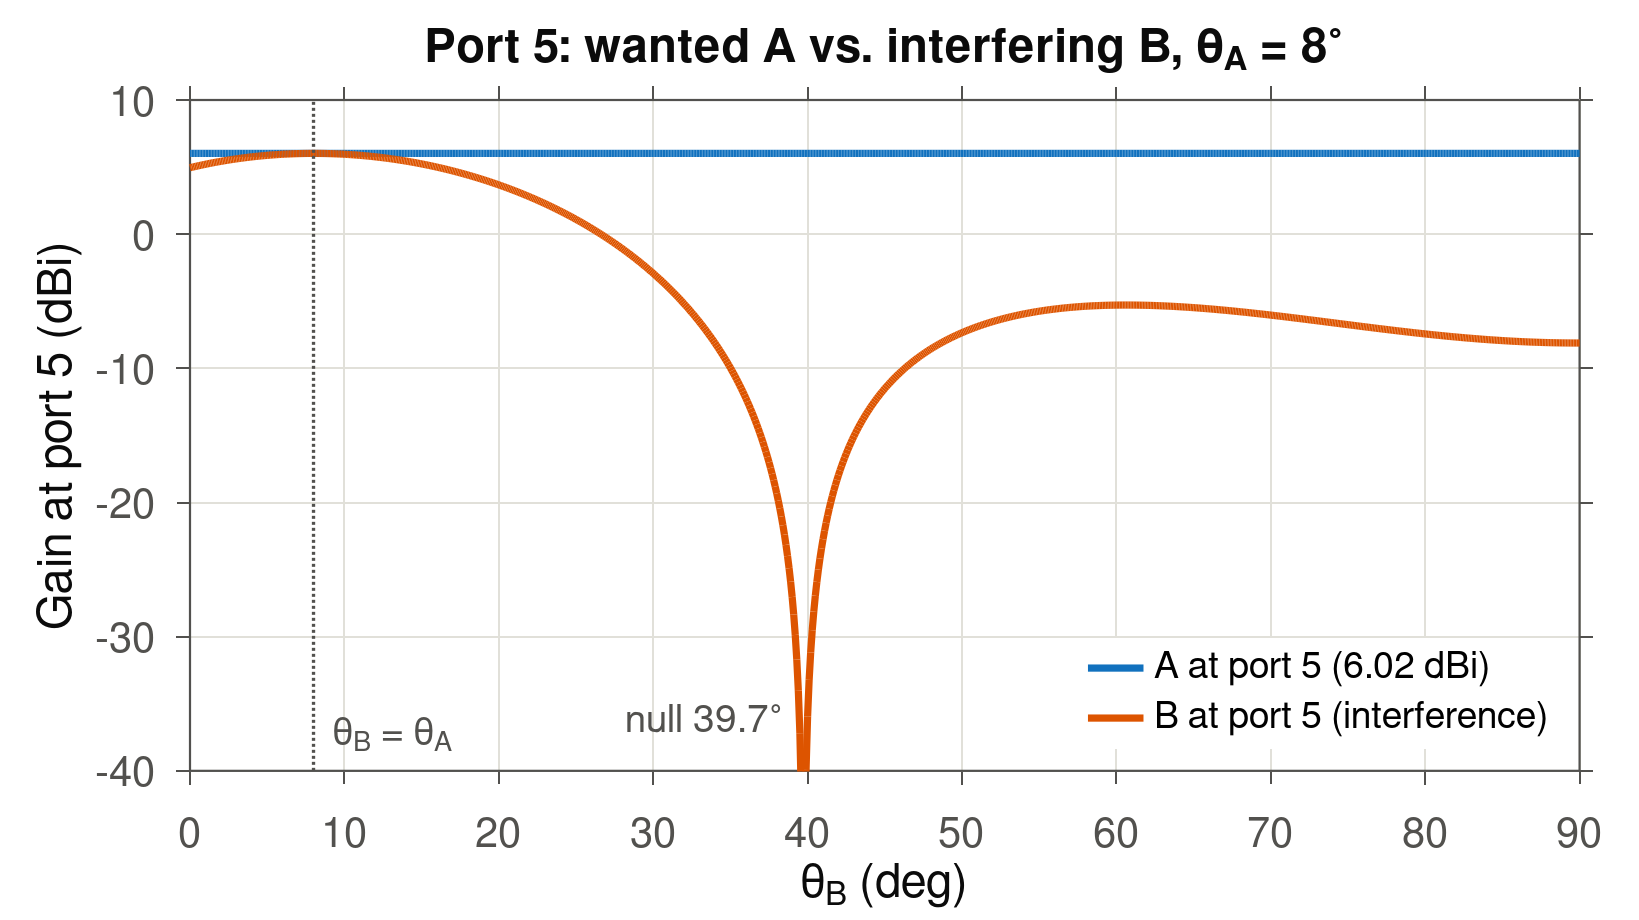 Port 5: wanted A vs. interfering B, θA = 8°
10
0
-10
-20
-30
-40
Gain at port 5 (dBi)
A at port 5 (6.02 dBi)
B at port 5 (interference)
null 39.7°
θB = θA
0 10 20 30 40 50 60 70 80 90
θB (deg)